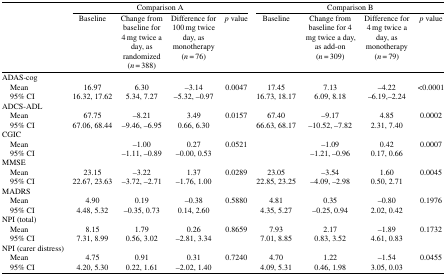 Comparison A Comparison B
Baseline Change from Difference for p value Baseline Change from Difference for p value
baseline for 100 mg twice baseline for 4 4 mg twice a
4 mg twice a day, as mg twice a day, day, as
day, as monotherapy as add-on monotherapy
randomized (n = 76) (n = 309) (n = 79)
(n = 388)
ADAS-cog
Mean 16.97 6.30 –3.14 0.0047 17.45 7.13 –4.22 <0.0001
95% CI 16.32, 17.62 5.34, 7.27 –5.32, –0.97 16.73, 18.17 6.09, 8.18 –6.19,–2.24
ADCS-ADL
Mean 67.75 –8.21 3.49 0.0157 67.40 –9.17 4.85 0.0002
95% CI 67.06, 68.44 –9.46, –6.95 0.66, 6.30 66.63, 68.17 –10.52, –7.82 2.31, 7.40
CGIC
Mean –1.00 0.27 0.0521 –1.09 0.42 0.0007
95% CI –1.11, –0.89 –0.00, 0.53 –1.21, –0.96 0.17, 0.66
MMSE
Mean 23.15 –3.22 1.37 0.0289 23.05 –3.54 1.60 0.0045
95% CI 22.67, 23.63 –3.72, –2.71 –1.76, 1.00 22.85, 23.25 –4.09, –2.98 0.50, 2.71
MADRS
Mean 4.90 0.19 –0.38 0.5880 4.81 0.35 –0.80 0.1976
95% CI 4.48, 5.32 –0.35, 0.73 0.14, 2.60 4.35, 5.27 –0.25, 0.94 2.02, 0.42
NPI (total)
Mean 8.15 1.79 0.26 0.8659 7.93 2.17 –1.89 0.1732
95% CI 7.31, 8.99 0.56, 3.02 –2.81, 3.34 7.01, 8.85 0.83, 3.52 4.61, 0.83
NPI (carer distress)
Mean 4.75 0.91 0.31 0.7240 4.70 1.22 –1.54 0.0455
95% CI 4.20, 5.30 0.22, 1.61 –2.02, 1.40 4.09, 5.31 0.46, 1.98 3.05, 0.03